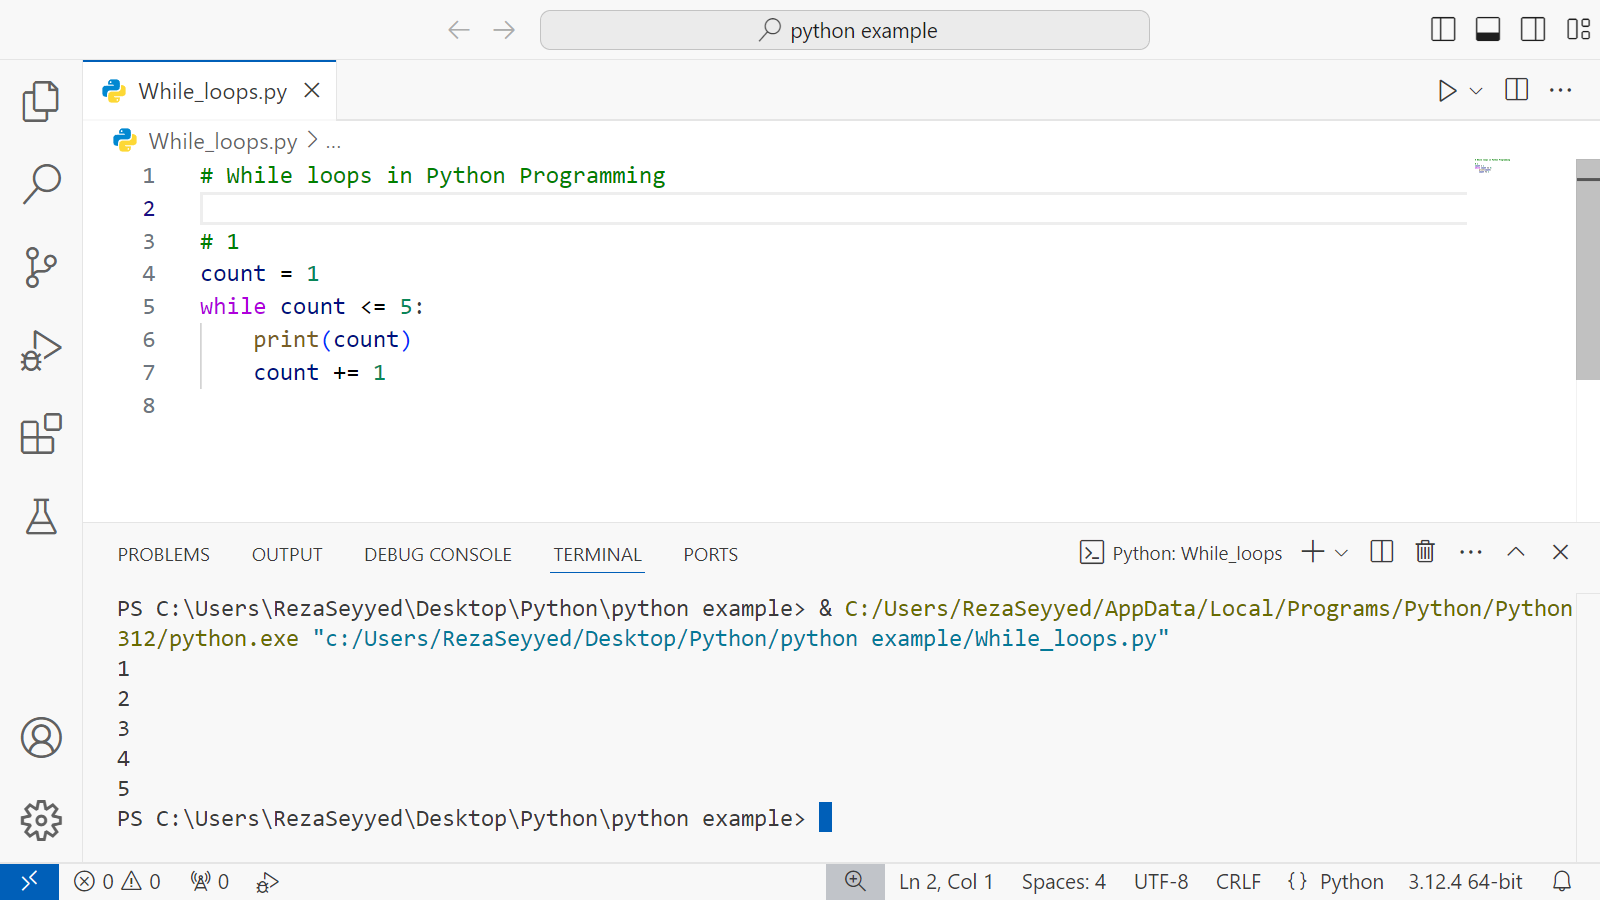 python example
While_loops.py
While_loops.py > ...
1 # While loops in Python Programming
2
3 # 1
4 count = 1
5 while count <= 5:
6     print(count)
7     count += 1
8
PROBLEMS OUTPUT DEBUG CONSOLE TERMINAL PORTS Python: While_loops
PS C:\Users\RezaSeyyed\Desktop\Python\python example> & C:/Users/RezaSeyyed/AppData/Local/Programs/Python/Python
312/python.exe "c:/Users/RezaSeyyed/Desktop/Python/python example/While_loops.py"
1
2
3
4
5
PS C:\Users\RezaSeyyed\Desktop\Python\python example>
0 0 0 Ln 2, Col 1 Spaces: 4 UTF-8 CRLF {} Python 3.12.4 64-bit